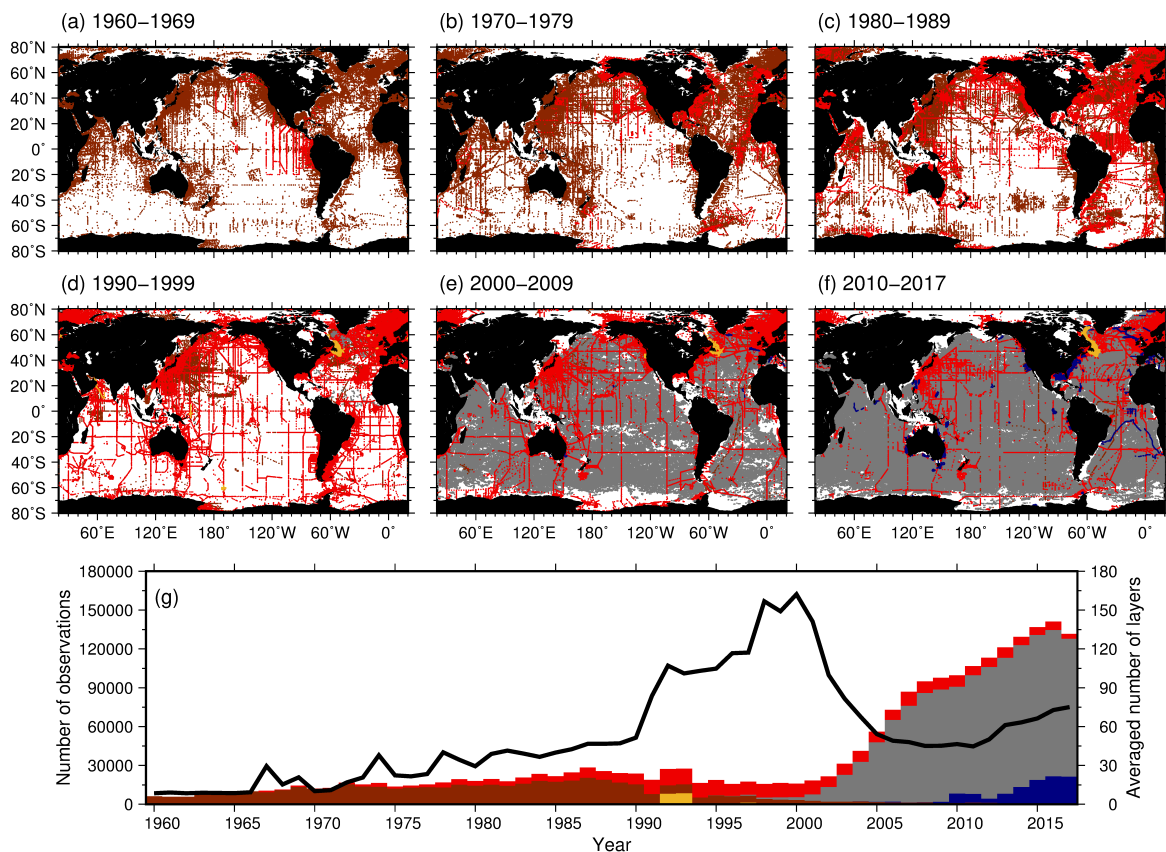 (a) 1960−1969
(b) 1970−1979
(c) 1980−1989
80˚N
60˚N
40˚N
20˚N
0˚
20˚S
40˚S
60˚S
80˚S
(d) 1990−1999
(e) 2000−2009
(f) 2010−2017
80˚N
60˚N
40˚N
20˚N
0˚
20˚S
40˚S
60˚S
80˚S
60˚E 120˚E 180˚ 120˚W 60˚W 0˚
60˚E 120˚E 180˚ 120˚W 60˚W 0˚
60˚E 120˚E 180˚ 120˚W 60˚W 0˚
(g)
Number of observations
180000
150000
120000
90000
60000
30000
0
Averaged number of layers
180
150
120
90
60
30
0
1960 1965 1970 1975 1980 1985 1990 1995 2000 2005 2010 2015
Year